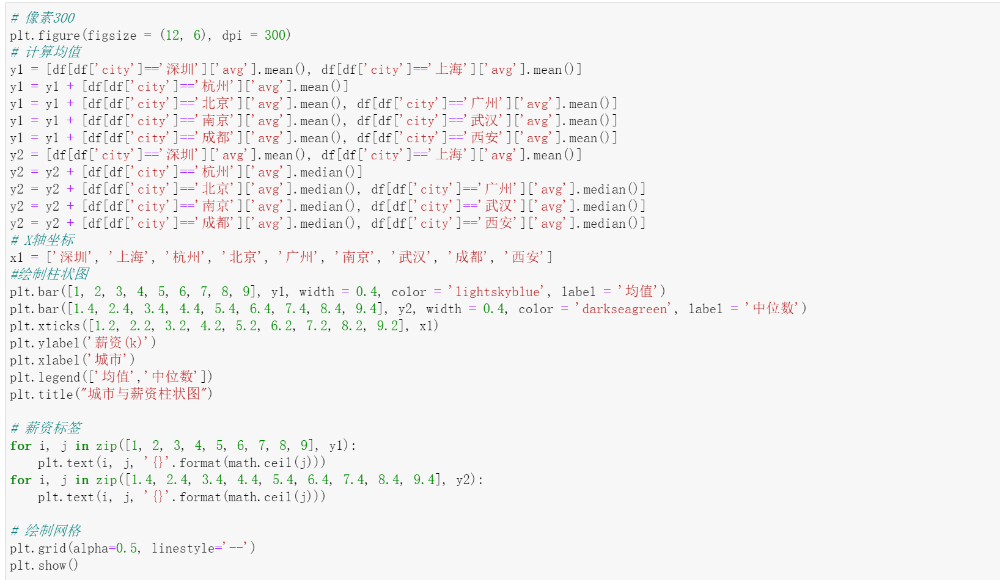 # 像素300
plt.figure(figsize = (12, 6), dpi = 300)
# 计算均值
y1 = [df[df['city']=='深圳']['avg'].mean(), df[df['city']=='上海']['avg'].mean()]
y1 = y1 + [df[df['city']=='杭州']['avg'].mean()]
y1 = y1 + [df[df['city']=='北京']['avg'].mean(), df[df['city']=='广州']['avg'].mean()]
y1 = y1 + [df[df['city']=='南京']['avg'].mean(), df[df['city']=='武汉']['avg'].mean()]
y1 = y1 + [df[df['city']=='成都']['avg'].mean(), df[df['city']=='西安']['avg'].mean()]
y2 = [df[df['city']=='深圳']['avg'].mean(), df[df['city']=='上海']['avg'].mean()]
y2 = y2 + [df[df['city']=='杭州']['avg'].median()]
y2 = y2 + [df[df['city']=='北京']['avg'].median(), df[df['city']=='广州']['avg'].median()]
y2 = y2 + [df[df['city']=='南京']['avg'].median(), df[df['city']=='武汉']['avg'].median()]
y2 = y2 + [df[df['city']=='成都']['avg'].median(), df[df['city']=='西安']['avg'].median()]
# X轴坐标
x1 = ['深圳', '上海', '杭州', '北京', '广州', '南京', '武汉', '成都', '西安']
#绘制柱状图
plt.bar([1, 2, 3, 4, 5, 6, 7, 8, 9], y1, width = 0.4, color = 'lightskyblue', label = '均值')
plt.bar([1.4, 2.4, 3.4, 4.4, 5.4, 6.4, 7.4, 8.4, 9.4], y2, width = 0.4, color = 'darkseagreen', label = '中位数')
plt.xticks([1.2, 2.2, 3.2, 4.2, 5.2, 6.2, 7.2, 8.2, 9.2], x1)
plt.ylabel('薪资(k)')
plt.xlabel('城市')
plt.legend(['均值','中位数'])
plt.title("城市与薪资柱状图")
# 薪资标签
for i, j in zip([1, 2, 3, 4, 5, 6, 7, 8, 9], y1):
    plt.text(i, j, '{}'.format(math.ceil(j)))
for i, j in zip([1.4, 2.4, 3.4, 4.4, 5.4, 6.4, 7.4, 8.4, 9.4], y2):
    plt.text(i, j, '{}'.format(math.ceil(j)))
# 绘制网格
plt.grid(alpha=0.5, linestyle='--')
plt.show()